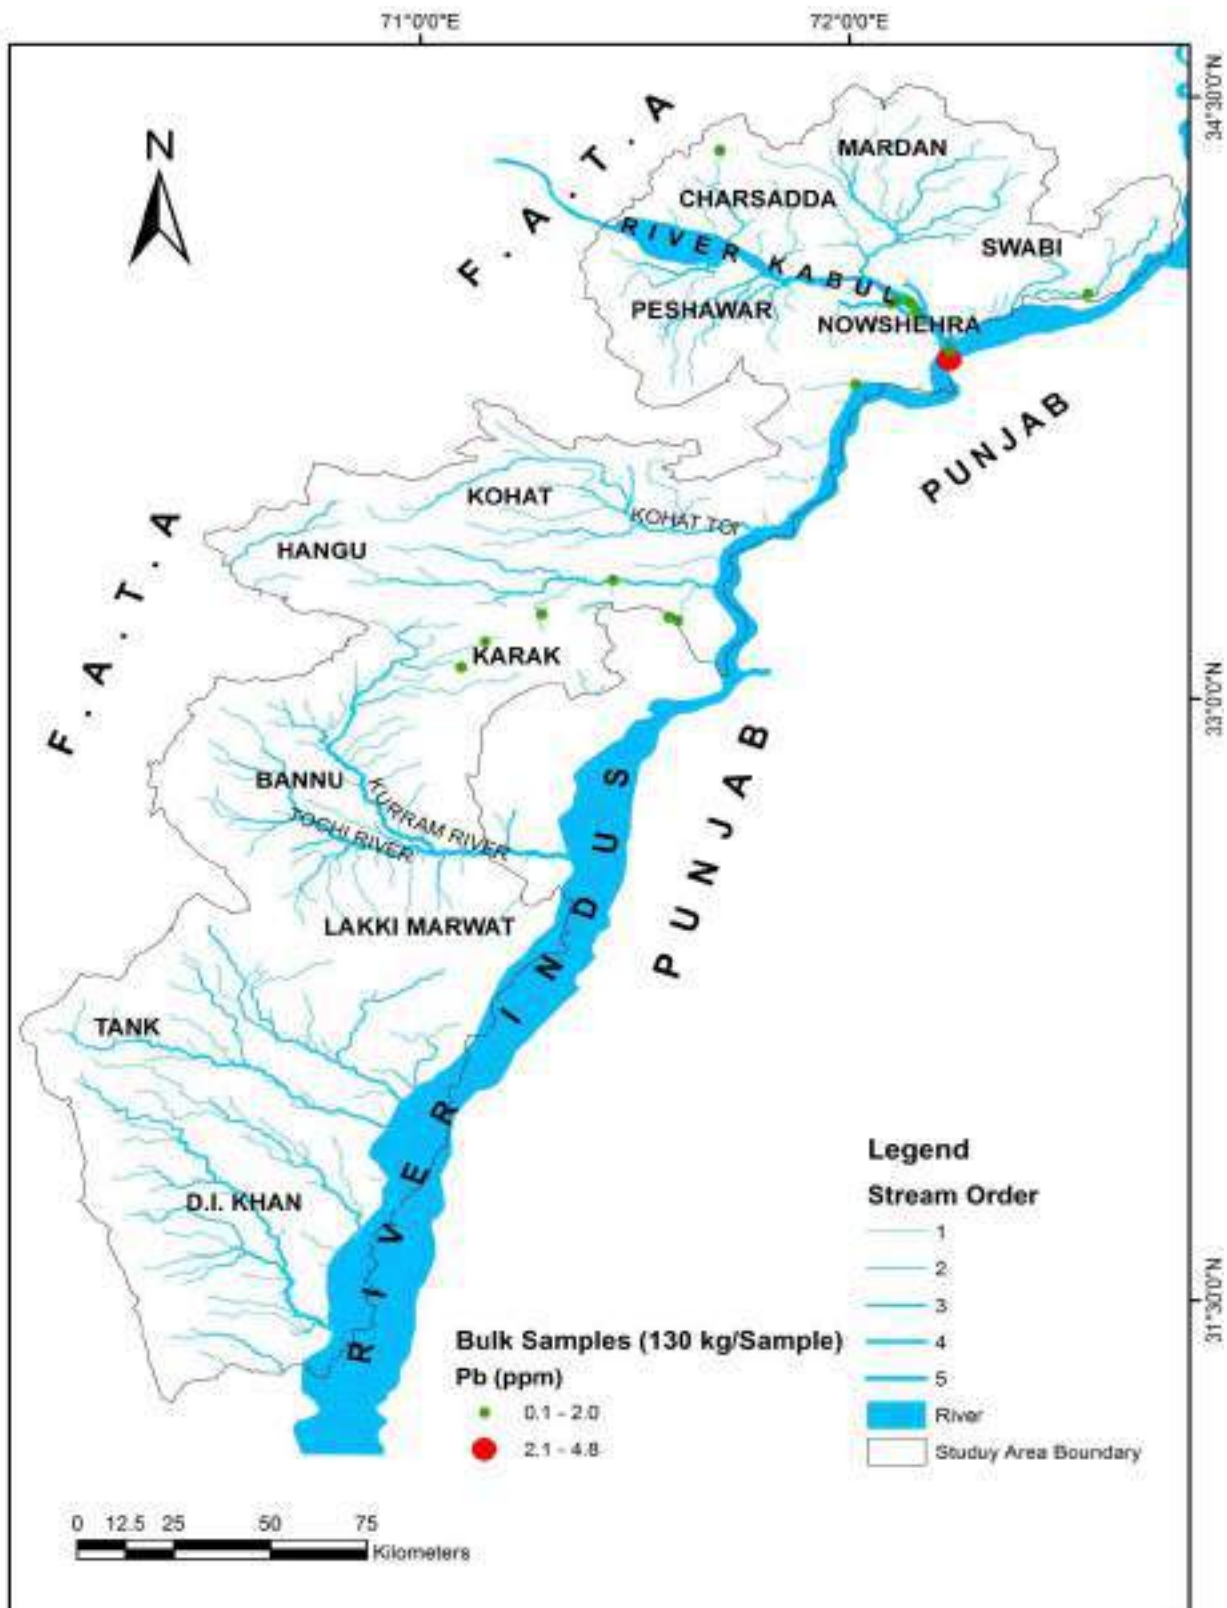 71°0'0"E
72°0'0"E
34°30'0"N
33°0'0"N
31°30'0"N
N
F . A . T . A
MARDAN
CHARSADDA
SWABI
RIVER KABUL
PESHAWAR
NOWSHEHRA
PUNJAB
KOHAT
KOHAT TOI
HANGU
F . A . T . A
KARAK
BANNU
KURRAM RIVER
TOCHI RIVER
PUNJAB
LAKKI MARWAT
RIVER INDUS
TANK
D.I. KHAN
Legend
Stream Order
1
2
3
4
5
River
Studuy Area Boundary
Bulk Samples (130 kg/Sample)
Pb (ppm)
0.1 - 2.0
2.1 - 4.8
0 12.5 25 50 75
Kilometers